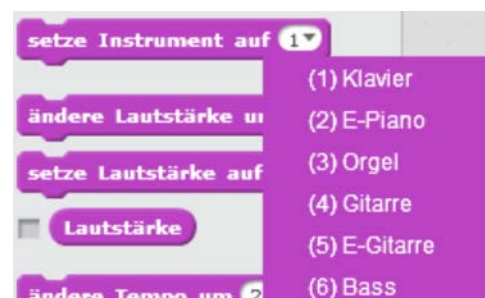 setze Instrument auf 1
(1) Klavier
ändere Lautstärke
(2) E-Piano
(3) Orgel
setze Lautstärke auf
(4) Gitarre
Lautstärke
(5) E-Gitarre
(6) Bass
ändere Tempo um 2